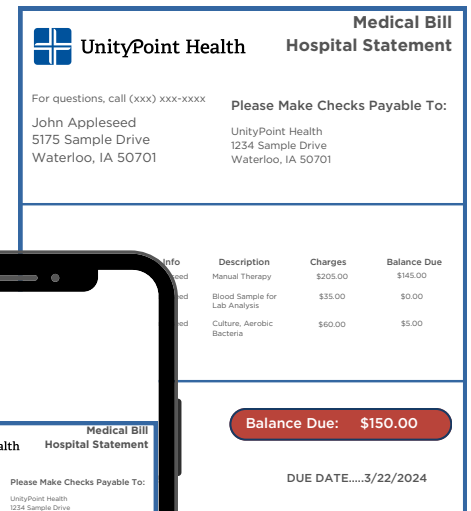 Medical Bill
Hospital Statement
UnityPoint Health
For questions, call (xxx) xxx-xxxx
John Appleseed
5175 Sample Drive
Waterloo, IA 50701
Please Make Checks Payable To:
UnityPoint Health
1234 Sample Drive
Waterloo, IA 50701
Info Description Charges Balance Due
seed Manual Therapy $205.00 $145.00
eed Blood Sample for $35.00 $0.00
Lab Analysis
eed Culture, Aerobic $60.00 $5.00
Bacteria
Balance Due: $150.00
DUE DATE.....3/22/2024
Medical Bill
alth Hospital Statement
Please Make Checks Payable To:
UnityPoint Health
1234 Sample Drive